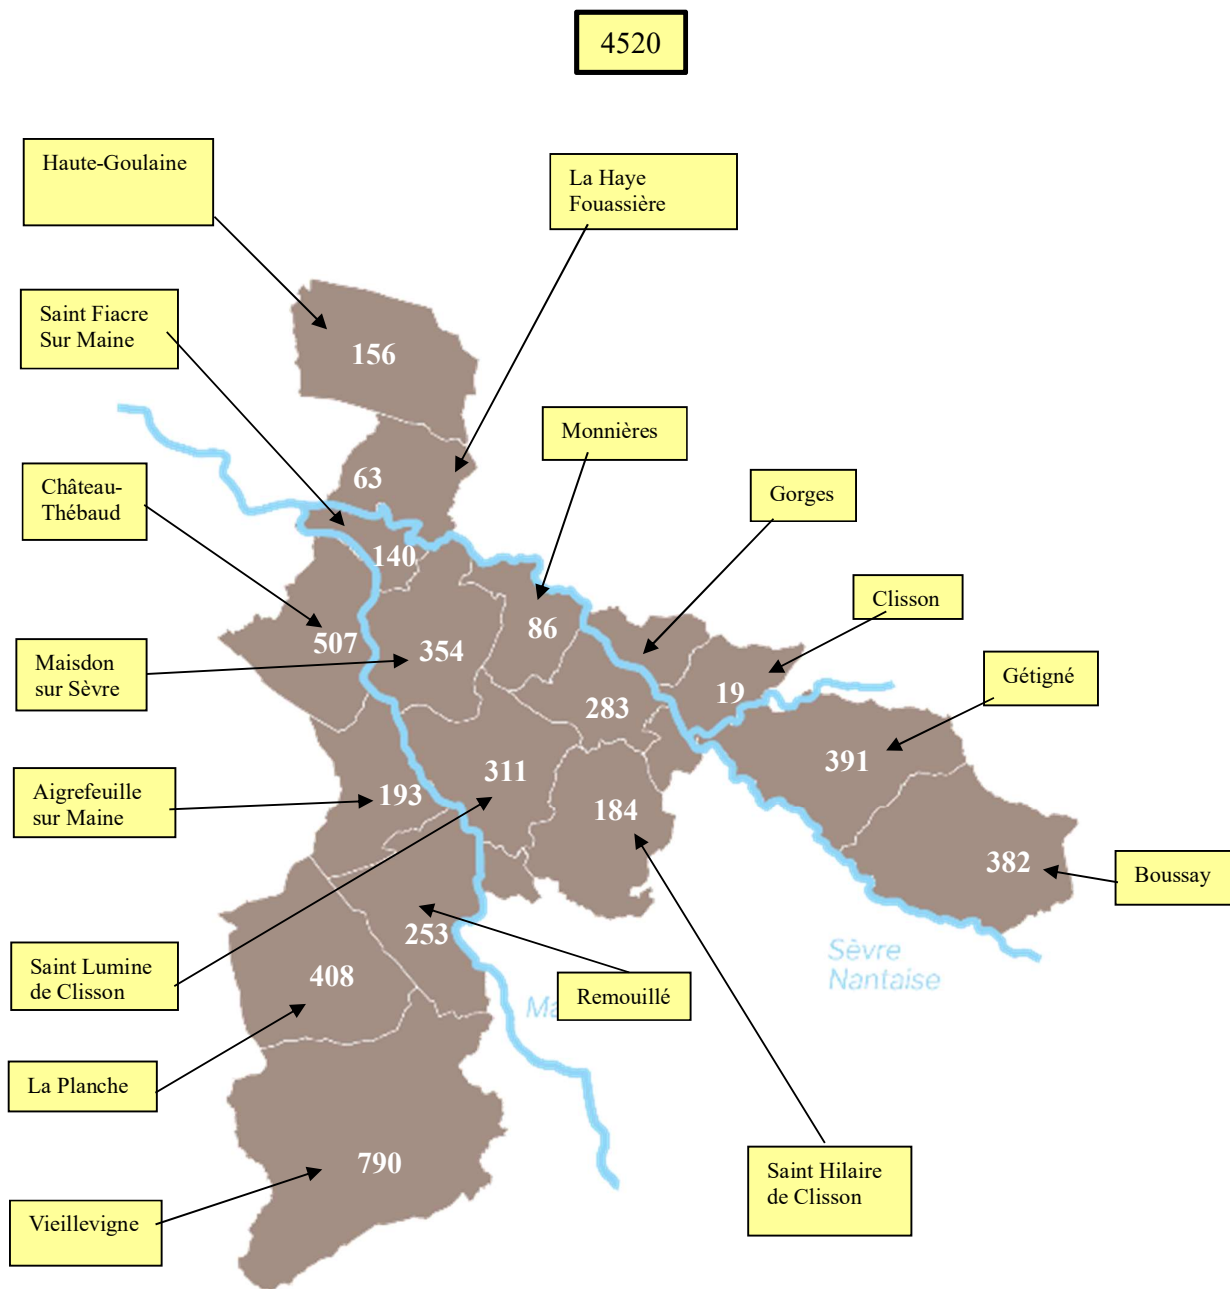 4520
Haute-Goulaine
La Haye
Fouassière
Saint Fiacre
Sur Maine
156
Monnières
63
Château-
Thébaud
Gorges
140
Clisson
86
507
354
Maisdon
sur Sèvre
Gétigné
19
283
391
311
Aigrefeuille
sur Maine
193
184
382
Boussay
253
Sèvre
Nantaise
Saint Lumine
de Clisson
408
Remouillé
La Planche
790
Saint Hilaire
de Clisson
Vieillevigne